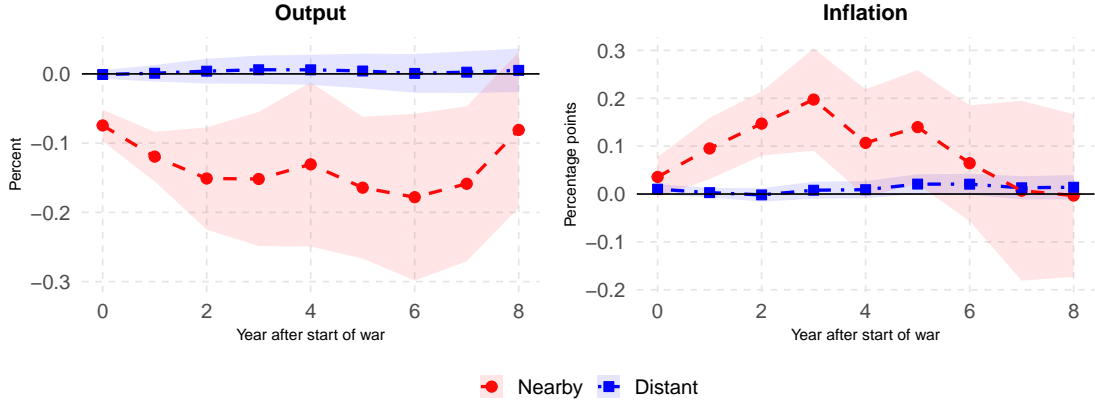 Output
Percent
0.0
−0.1
−0.2
−0.3
0 2 4 6 8
Year after start of war
Inflation
Percentage points
0.3
0.2
0.1
0.0
−0.1
−0.2
0 2 4 6 8
Year after start of war
Nearby Distant